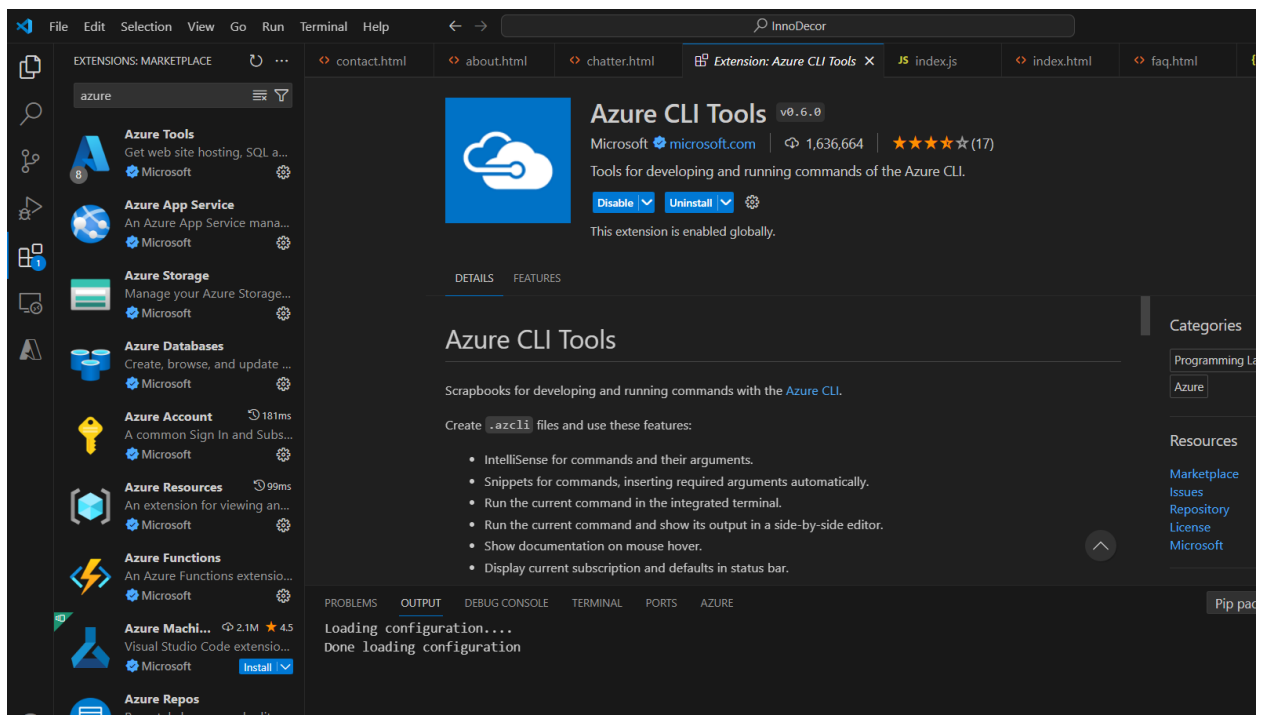 File Edit Selection View Go Run Terminal Help InnoDecor
EXTENSIONS: MARKETPLACE
azure
Azure Tools
Get web site hosting, SQL a...
8
Microsoft
Azure App Service
An Azure App Service mana...
Microsoft
Azure Storage
Manage your Azure Storage...
Microsoft
Azure Databases
Create, browse, and update ...
Microsoft
Azure Account 181ms
A common Sign In and Subs...
Microsoft
Azure Resources 99ms
An extension for viewing an...
Microsoft
Azure Functions
An Azure Functions extensio...
Microsoft
Azure Machi... 2.1M ★ 4.5
Visual Studio Code extensio...
Microsoft Install
Azure Repos
1
contact.html about.html chatter.html Extension: Azure CLI Tools JS index.js index.html faq.html
Azure CLI Tools v0.6.0
Microsoft microsoft.com 1,636,664 (17)
Tools for developing and running commands of the Azure CLI.
Disable Uninstall
This extension is enabled globally.
DETAILS FEATURES
Azure CLI Tools
Scrapbooks for developing and running commands with the Azure CLI.
Create .azcli files and use these features:
• IntelliSense for commands and their arguments.
• Snippets for commands, inserting required arguments automatically.
• Run the current command in the integrated terminal.
• Run the current command and show its output in a side-by-side editor.
• Show documentation on mouse hover.
• Display current subscription and defaults in status bar.
Categories
Programming La
Azure
Resources
Marketplace
Issues
Repository
License
Microsoft
PROBLEMS OUTPUT DEBUG CONSOLE TERMINAL PORTS AZURE
Pip pac
Loading configuration....
Done loading configuration